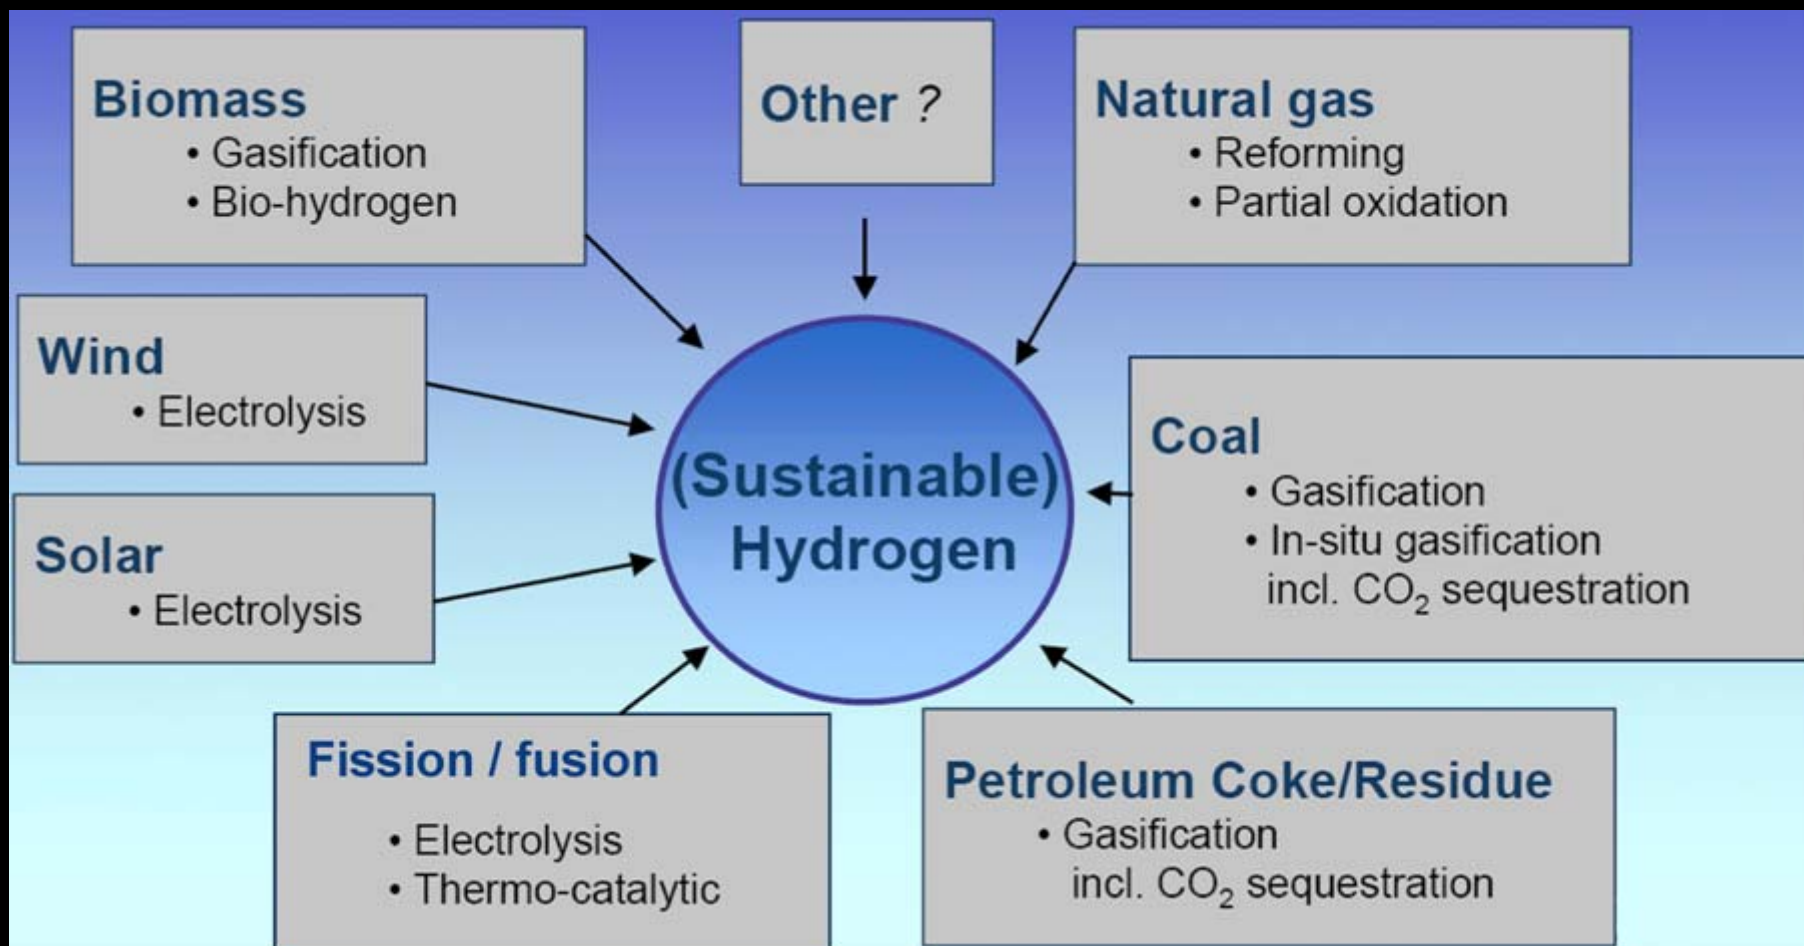 Biomass
• Gasification
• Bio-hydrogen
Other ?
Natural gas
• Reforming
• Partial oxidation
Wind
• Electrolysis
Solar
• Electrolysis
(Sustainable)
Hydrogen
Coal
• Gasification
• In-situ gasification
incl. CO₂ sequestration
Fission / fusion
• Electrolysis
• Thermo-catalytic
Petroleum Coke/Residue
• Gasification
incl. CO₂ sequestration